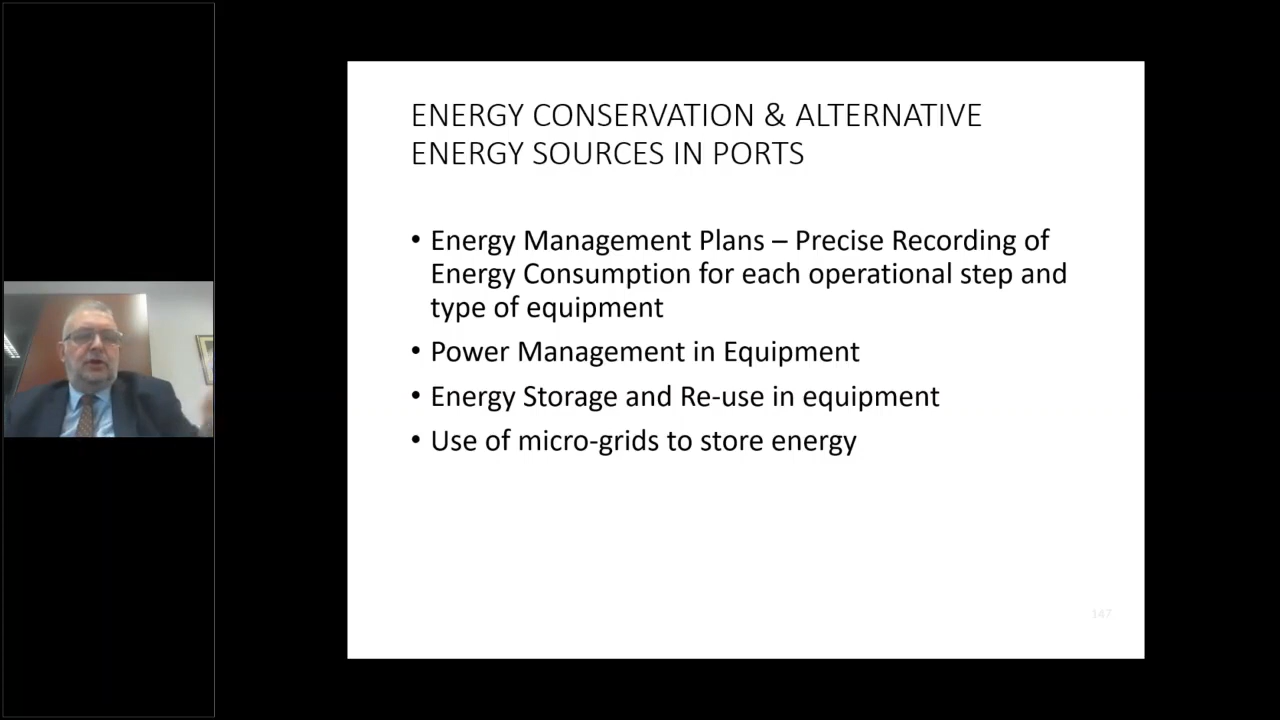 ENERGY CONSERVATION & ALTERNATIVE
ENERGY SOURCES IN PORTS
• Energy Management Plans – Precise Recording of
Energy Consumption for each operational step and
type of equipment
• Power Management in Equipment
• Energy Storage and Re-use in equipment
• Use of micro-grids to store energy
147